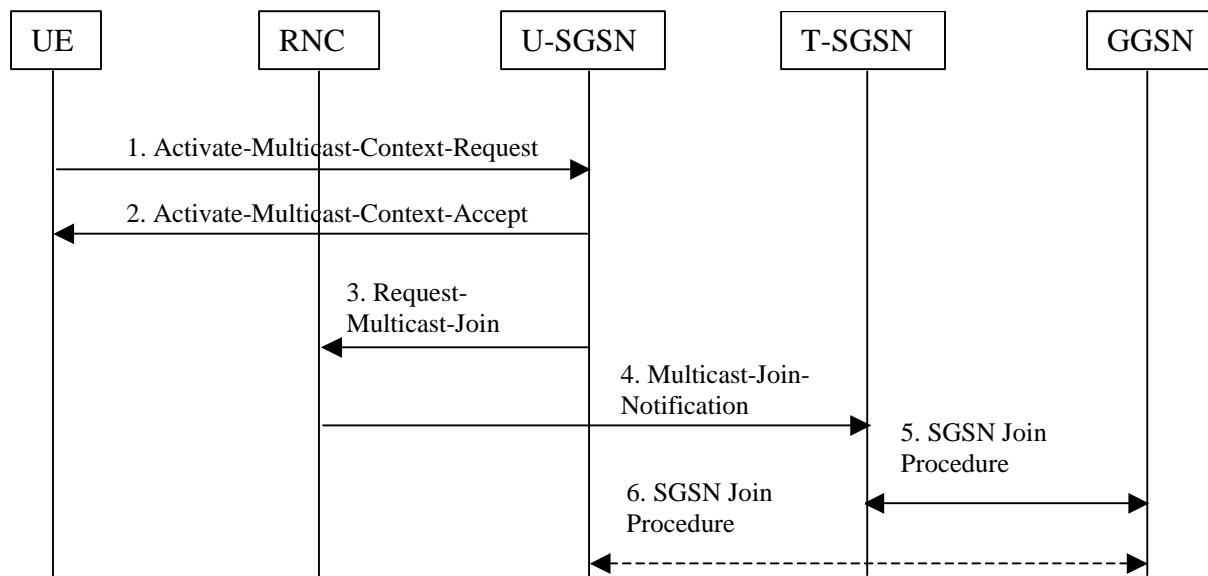 UE
RNC
U-SGSN
T-SGSN
GGSN
1. Activate-Multicast-Context-Request
2. Activate-Multicast-Context-Accept
3. Request-
Multicast-Join
4. Multicast-Join-
Notification
5. SGSN Join
Procedure
6. SGSN Join
Procedure